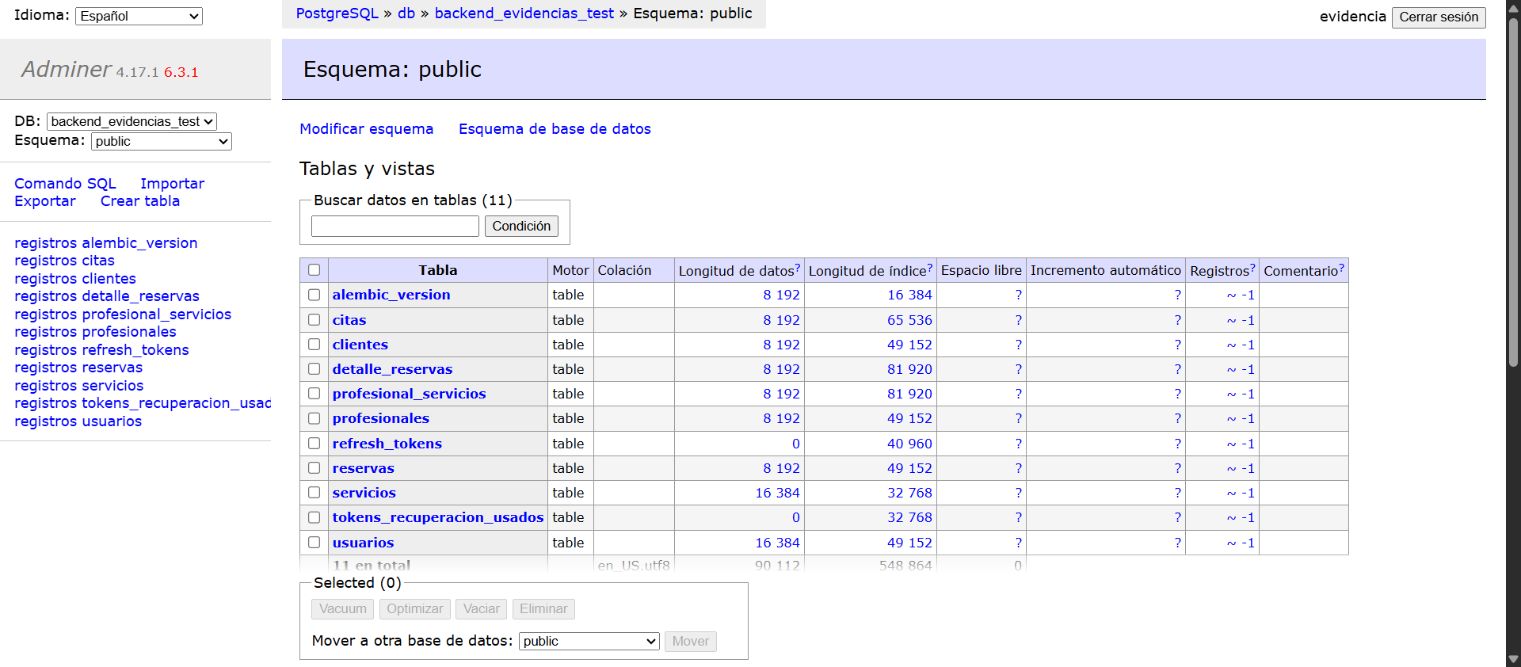 Idioma: Español
PostgreSQL » db » backend_evidencias_test » Esquema: public
evidencia Cerrar sesión
Adminer 4.17.1 6.3.1
Esquema: public
DB: backend_evidencias_test
Esquema: public
Comando SQL Importar
Exportar Crear tabla
registros alembic_version
registros citas
registros clientes
registros detalle_reservas
registros profesional_servicios
registros profesionales
registros refresh_tokens
registros reservas
registros servicios
registros tokens_recuperacion_usad
registros usuarios
Modificar esquema Esquema de base de datos
Tablas y vistas
Buscar datos en tablas (11)
Condición
Tabla Motor Colación Longitud de datos? Longitud de índice? Espacio libre Incremento automático Registros? Comentario?
alembic_version table 8 192 16 384 ? ? ~ -1
citas table 8 192 65 536 ? ? ~ -1
clientes table 8 192 49 152 ? ? ~ -1
detalle_reservas table 8 192 81 920 ? ? ~ -1
profesional_servicios table 8 192 81 920 ? ? ~ -1
profesionales table 8 192 49 152 ? ? ~ -1
refresh_tokens table 0 40 960 ? ? ~ -1
reservas table 8 192 49 152 ? ? ~ -1
servicios table 16 384 32 768 ? ? ~ -1
tokens_recuperacion_usados table 0 32 768 ? ? ~ -1
usuarios table 16 384 49 152 ? ? ~ -1
11 en total en_US.utf8 90 112 548 864 0
Selected (0)
Vacuum Optimizar Vaciar Eliminar
Mover a otra base de datos: public Mover